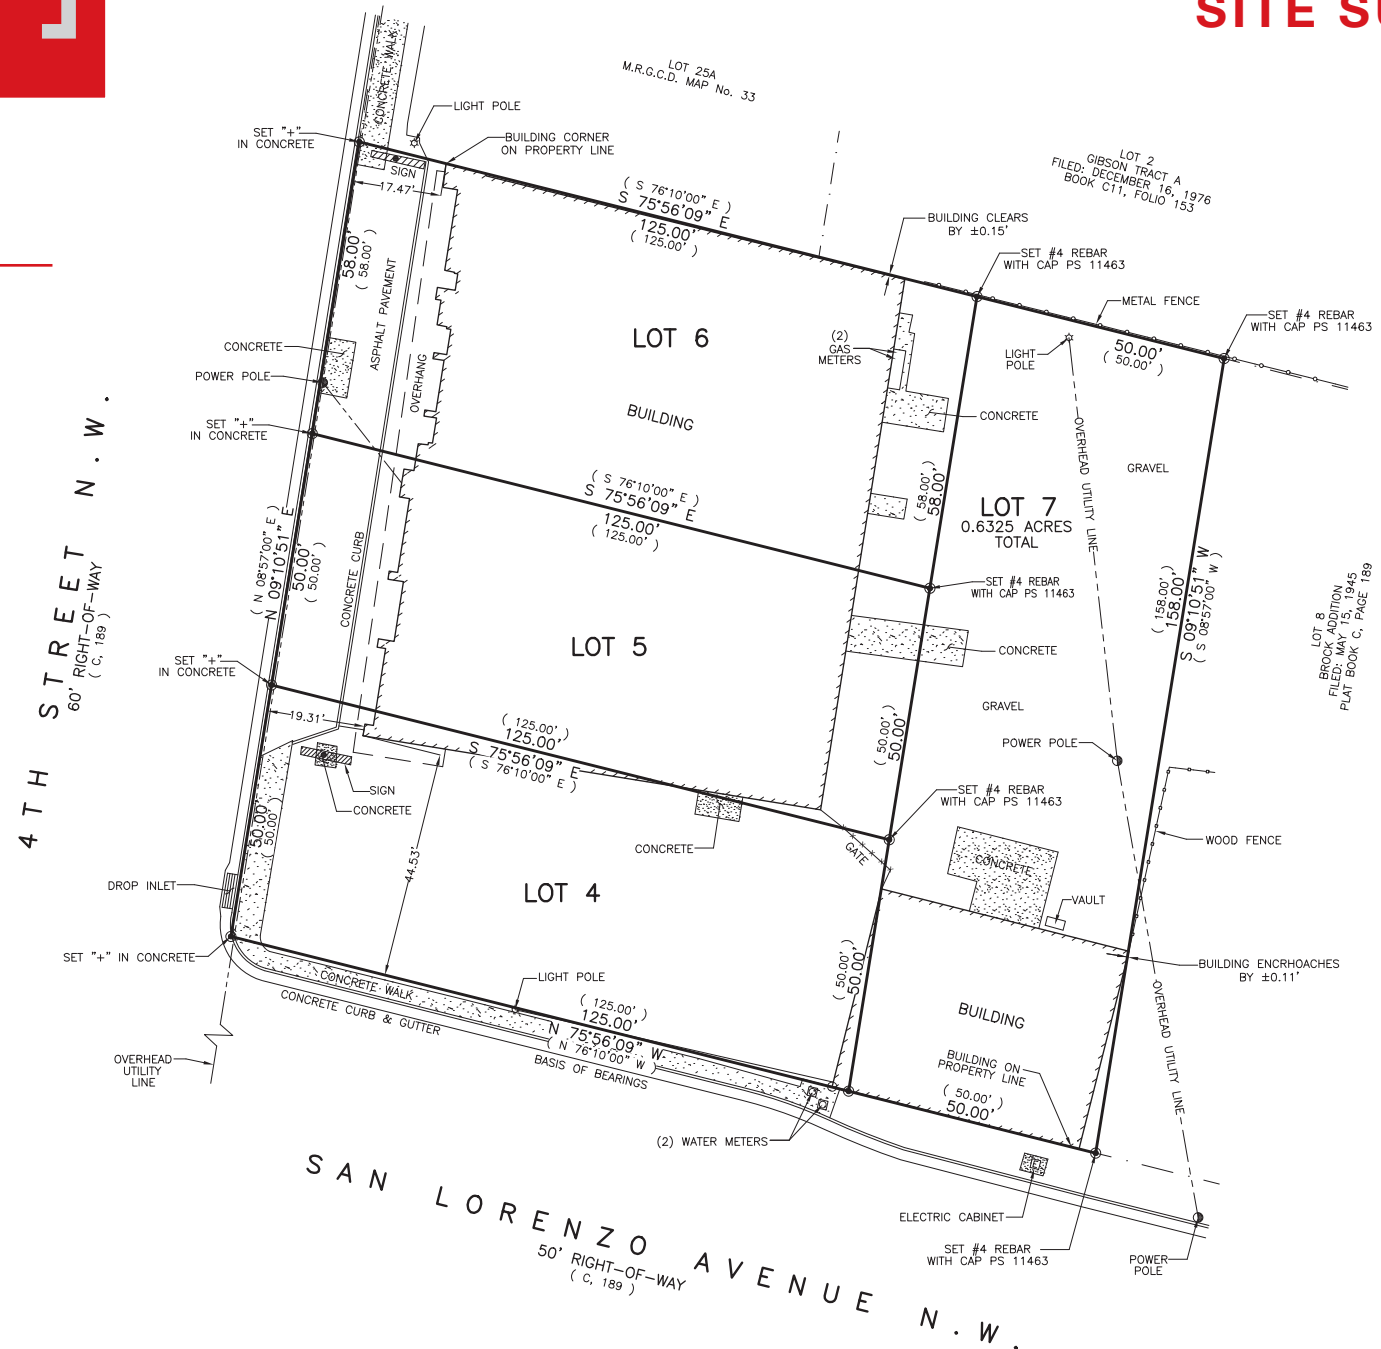 SITE SU
LOT 25A
M.R.G.C.D. MAP No. 33
CONCRETE WALK
LIGHT POLE
SET "+"
IN CONCRETE
BUILDING CORNER
ON PROPERTY LINE
SIGN
17.47'
LOT 2
GIBSON TRACT A
FILED: DECEMBER 16, 1976
BOOK C11, FOLIO 153
( S 76°10'00" E )
S 75°56'09" E
125.00'
( 125.00' )
BUILDING CLEARS
BY ±0.15'
SET #4 REBAR
WITH CAP PS 11463
METAL FENCE
SET #4 REBAR
WITH CAP PS 11463
50.00'
( 50.00' )
58.00'
( 58.00' )
ASPHALT PAVEMENT
OVERHANG
CONCRETE
POWER POLE
LOT 6
BUILDING
(2)
GAS
METERS
LIGHT
POLE
CONCRETE
OVERHEAD UTILITY LINE
GRAVEL
SET "+"
IN CONCRETE
( S 76°10'00" E )
S 75°56'09" E
125.00'
( 125.00' )
( 58.00' )
58.00'
LOT 7
0.6325 ACRES
TOTAL
4TH STREET N.W.
60' RIGHT-OF-WAY
( C, 189 )
( N 08°57'00" E )
N 09°10'51" E
50.00'
( 50.00' )
CONCRETE CURB
SET #4 REBAR
WITH CAP PS 11463
( 158.00' )
158.00'
S 09°10'51" W
( S 08°57'00" W )
LOT 8
BROCK ADDITION
FILED: MAY 15, 1945
PLAT BOOK C, PAGE 189
LOT 5
CONCRETE
SET "+"
IN CONCRETE
19.31'
( 125.00' )
125.00'
S 75°56'09" E
( S 76°10'00" E )
( 50.00' )
50.00'
GRAVEL
POWER POLE
SIGN
CONCRETE
50.00'
( 50.00' )
44.53'
CONCRETE
GATE
SET #4 REBAR
WITH CAP PS 11463
WOOD FENCE
CONCRETE
VAULT
DROP INLET
LOT 4
SET "+" IN CONCRETE
CONCRETE WALK
CONCRETE CURB & GUTTER
LIGHT POLE
( 125.00' )
125.00'
N 75°56'09" W
( N 76°10'00" W )
BASIS OF BEARINGS
( 50.00' )
50.00'
BUILDING ENCRHOACHES
BY ±0.11'
OVERHEAD UTILITY LINE
BUILDING
BUILDING ON
PROPERTY LINE
( 50.00' )
50.00'
OVERHEAD
UTILITY
LINE
(2) WATER METERS
E
ELECTRIC CABINET
SET #4 REBAR
WITH CAP PS 11463
POWER
POLE
SAN LORENZO AVENUE N.W.
50' RIGHT-OF-WAY
( C, 189 )